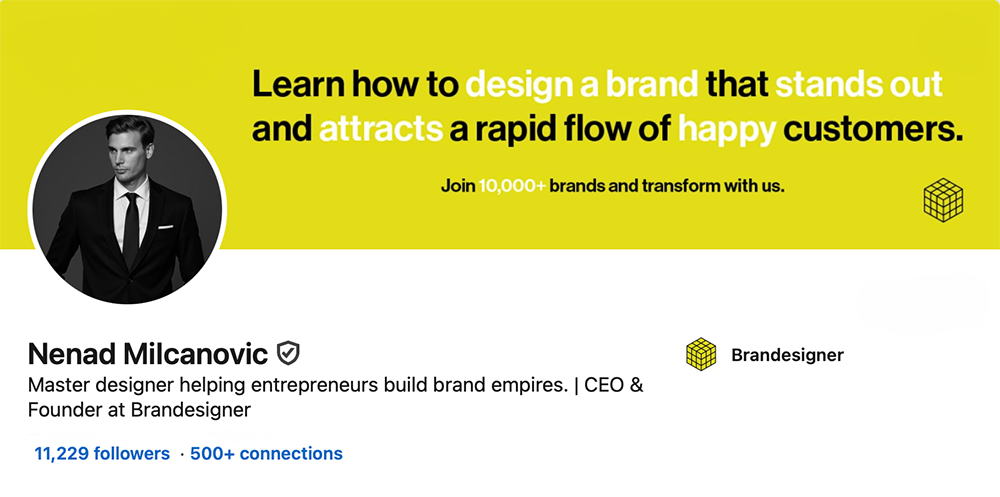 Learn how to design a brand that stands out
and attracts a rapid flow of happy customers.
Join 10,000+ brands and transform with us.
Nenad Milcanovic
Brandesigner
Master designer helping entrepreneurs build brand empires. | CEO &
Founder at Brandesigner
11,229 followers · 500+ connections